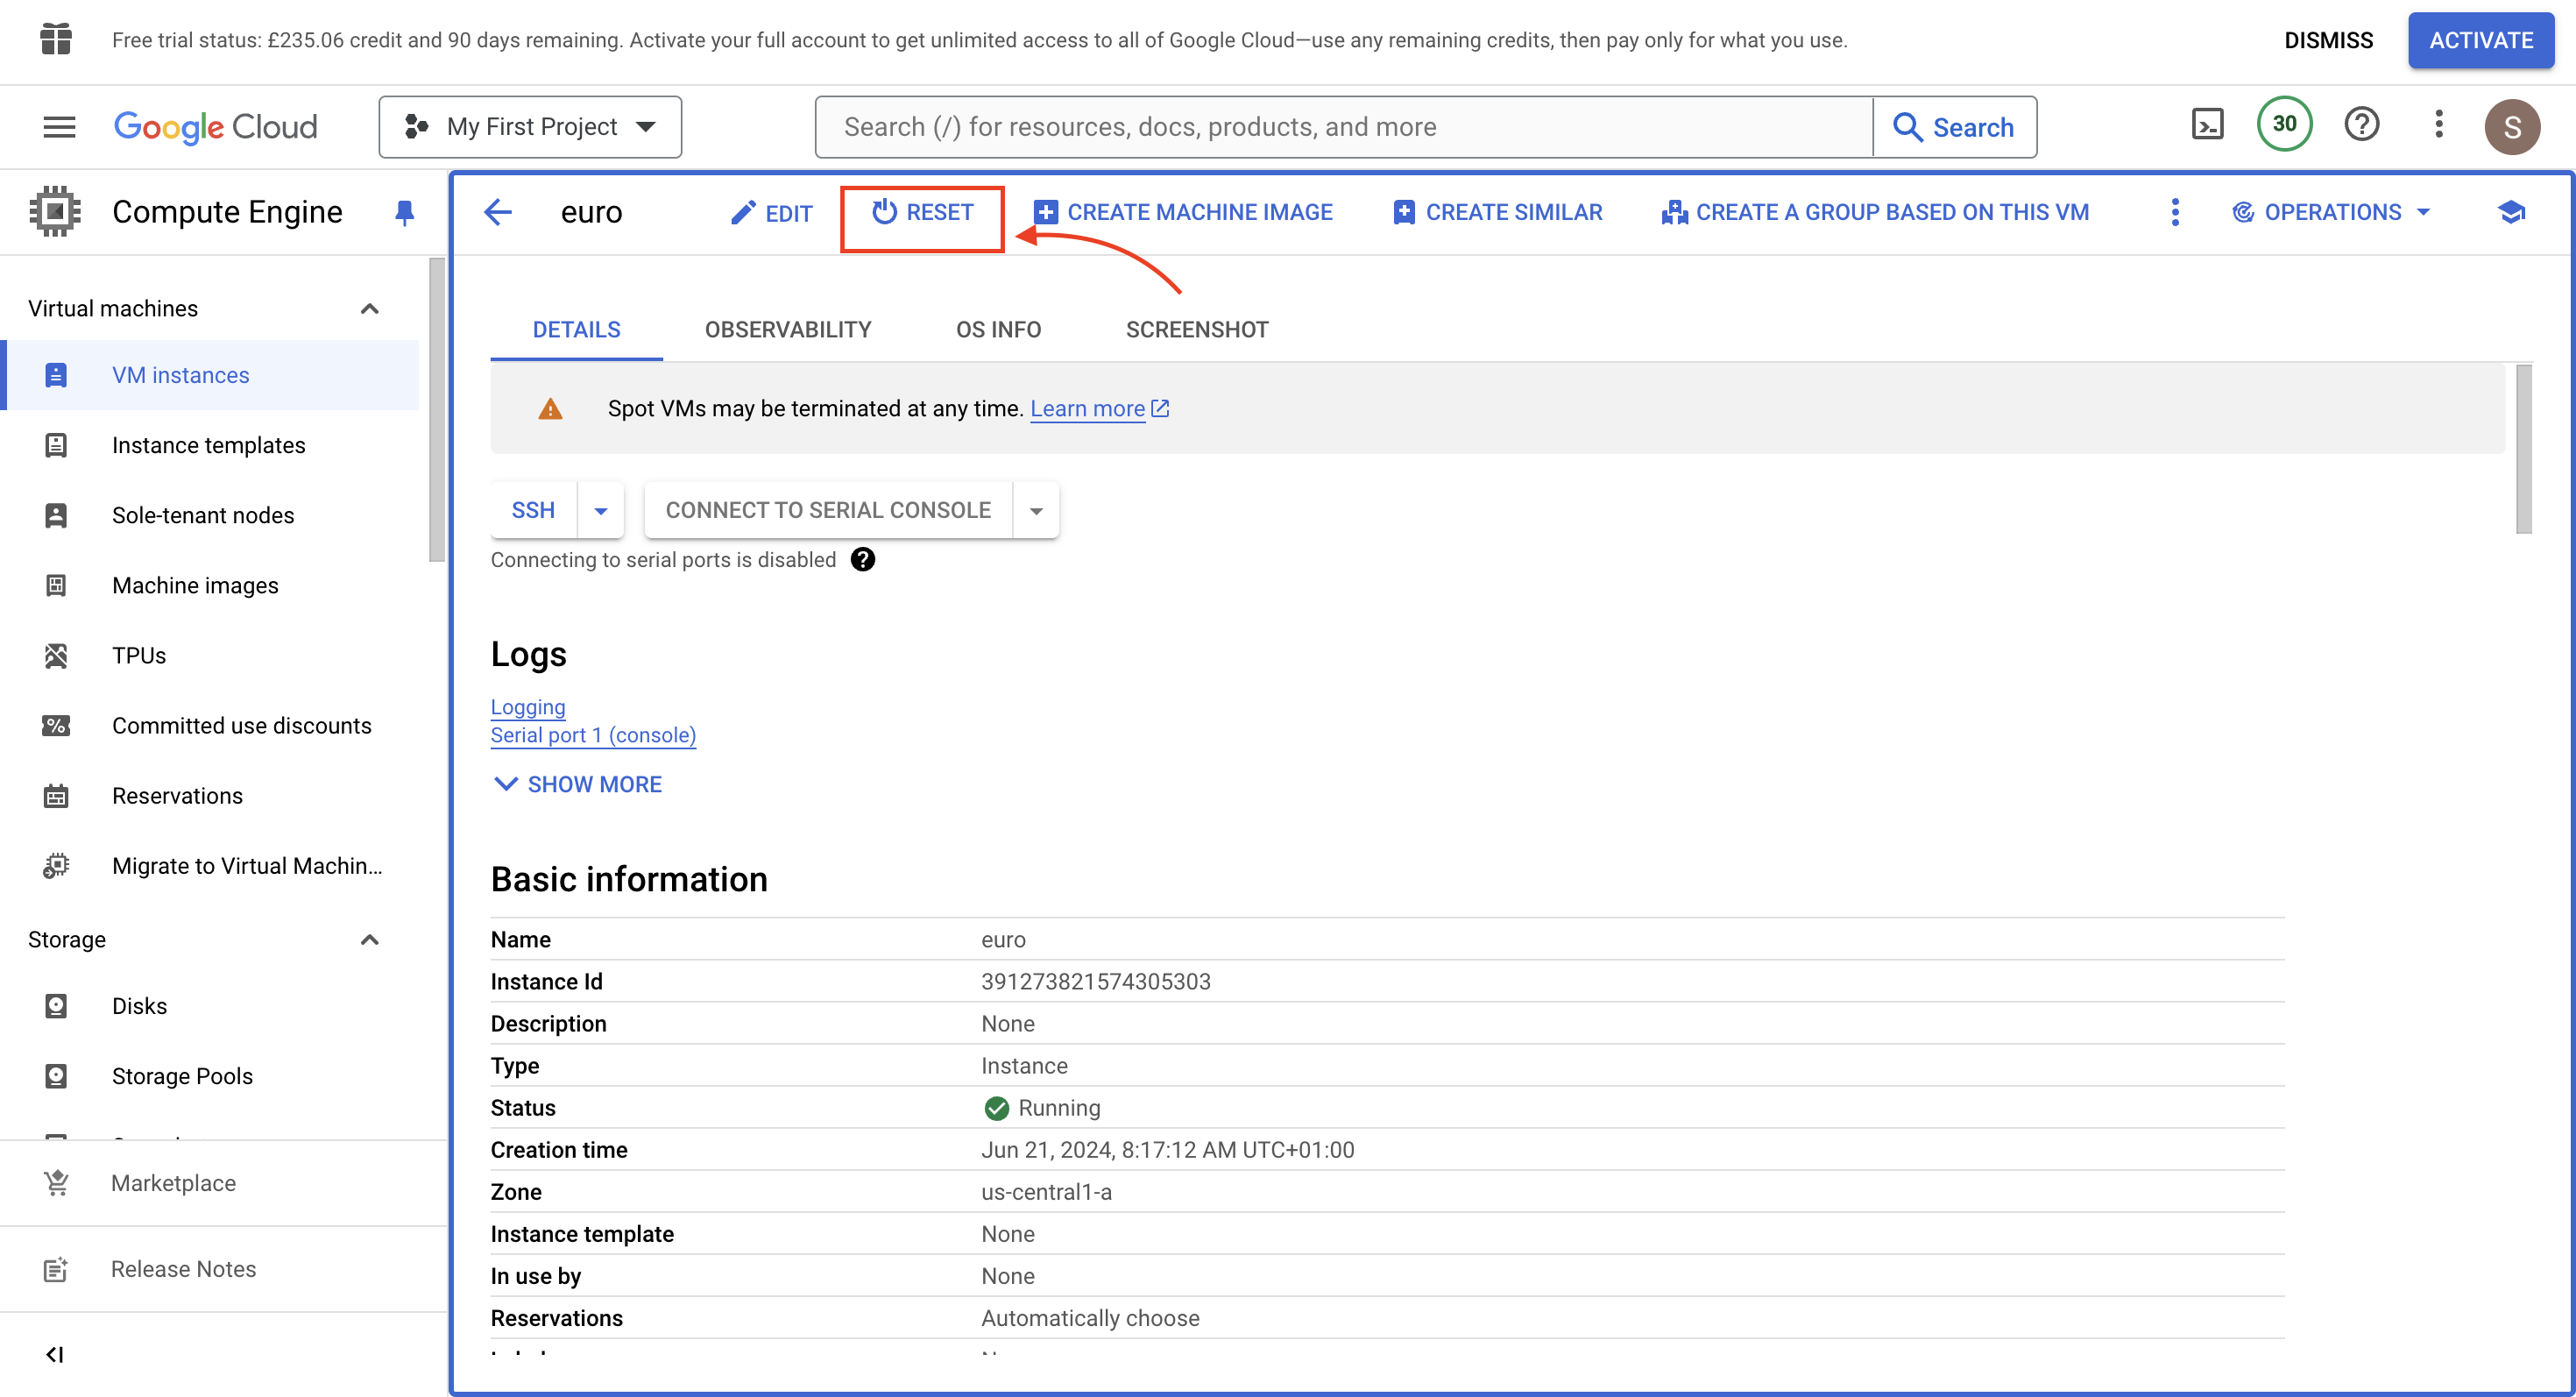 Free trial status: £235.06 credit and 90 days remaining. Activate your full account to get unlimited access to all of Google Cloud—use any remaining credits, then pay only for what you use.
DISMISS
ACTIVATE
Google Cloud
My First Project
Search (/) for resources, docs, products, and more
Search
30
S
Compute Engine
euro
EDIT
RESET
CREATE MACHINE IMAGE
CREATE SIMILAR
CREATE A GROUP BASED ON THIS VM
OPERATIONS
Virtual machines
VM instances
Instance templates
Sole-tenant nodes
Machine images
TPUs
Committed use discounts
Reservations
Migrate to Virtual Machin...
Storage
Disks
Storage Pools
Marketplace
Release Notes
DETAILS
OBSERVABILITY
OS INFO
SCREENSHOT
Spot VMs may be terminated at any time. Learn more
SSH
CONNECT TO SERIAL CONSOLE
Connecting to serial ports is disabled
Logs
Logging
Serial port 1 (console)
SHOW MORE
Basic information
Name euro
Instance Id 391273821574305303
Description None
Type Instance
Status Running
Creation time Jun 21, 2024, 8:17:12 AM UTC+01:00
Zone us-central1-a
Instance template None
In use by None
Reservations Automatically choose